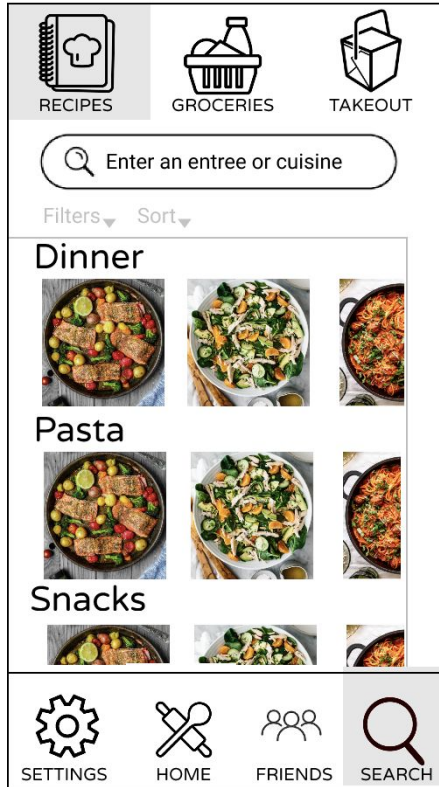 RECIPES GROCERIES TAKEOUT
Enter an entree or cuisine
Filters Sort
Dinner
Pasta
Snacks
SETTINGS HOME FRIENDS SEARCH